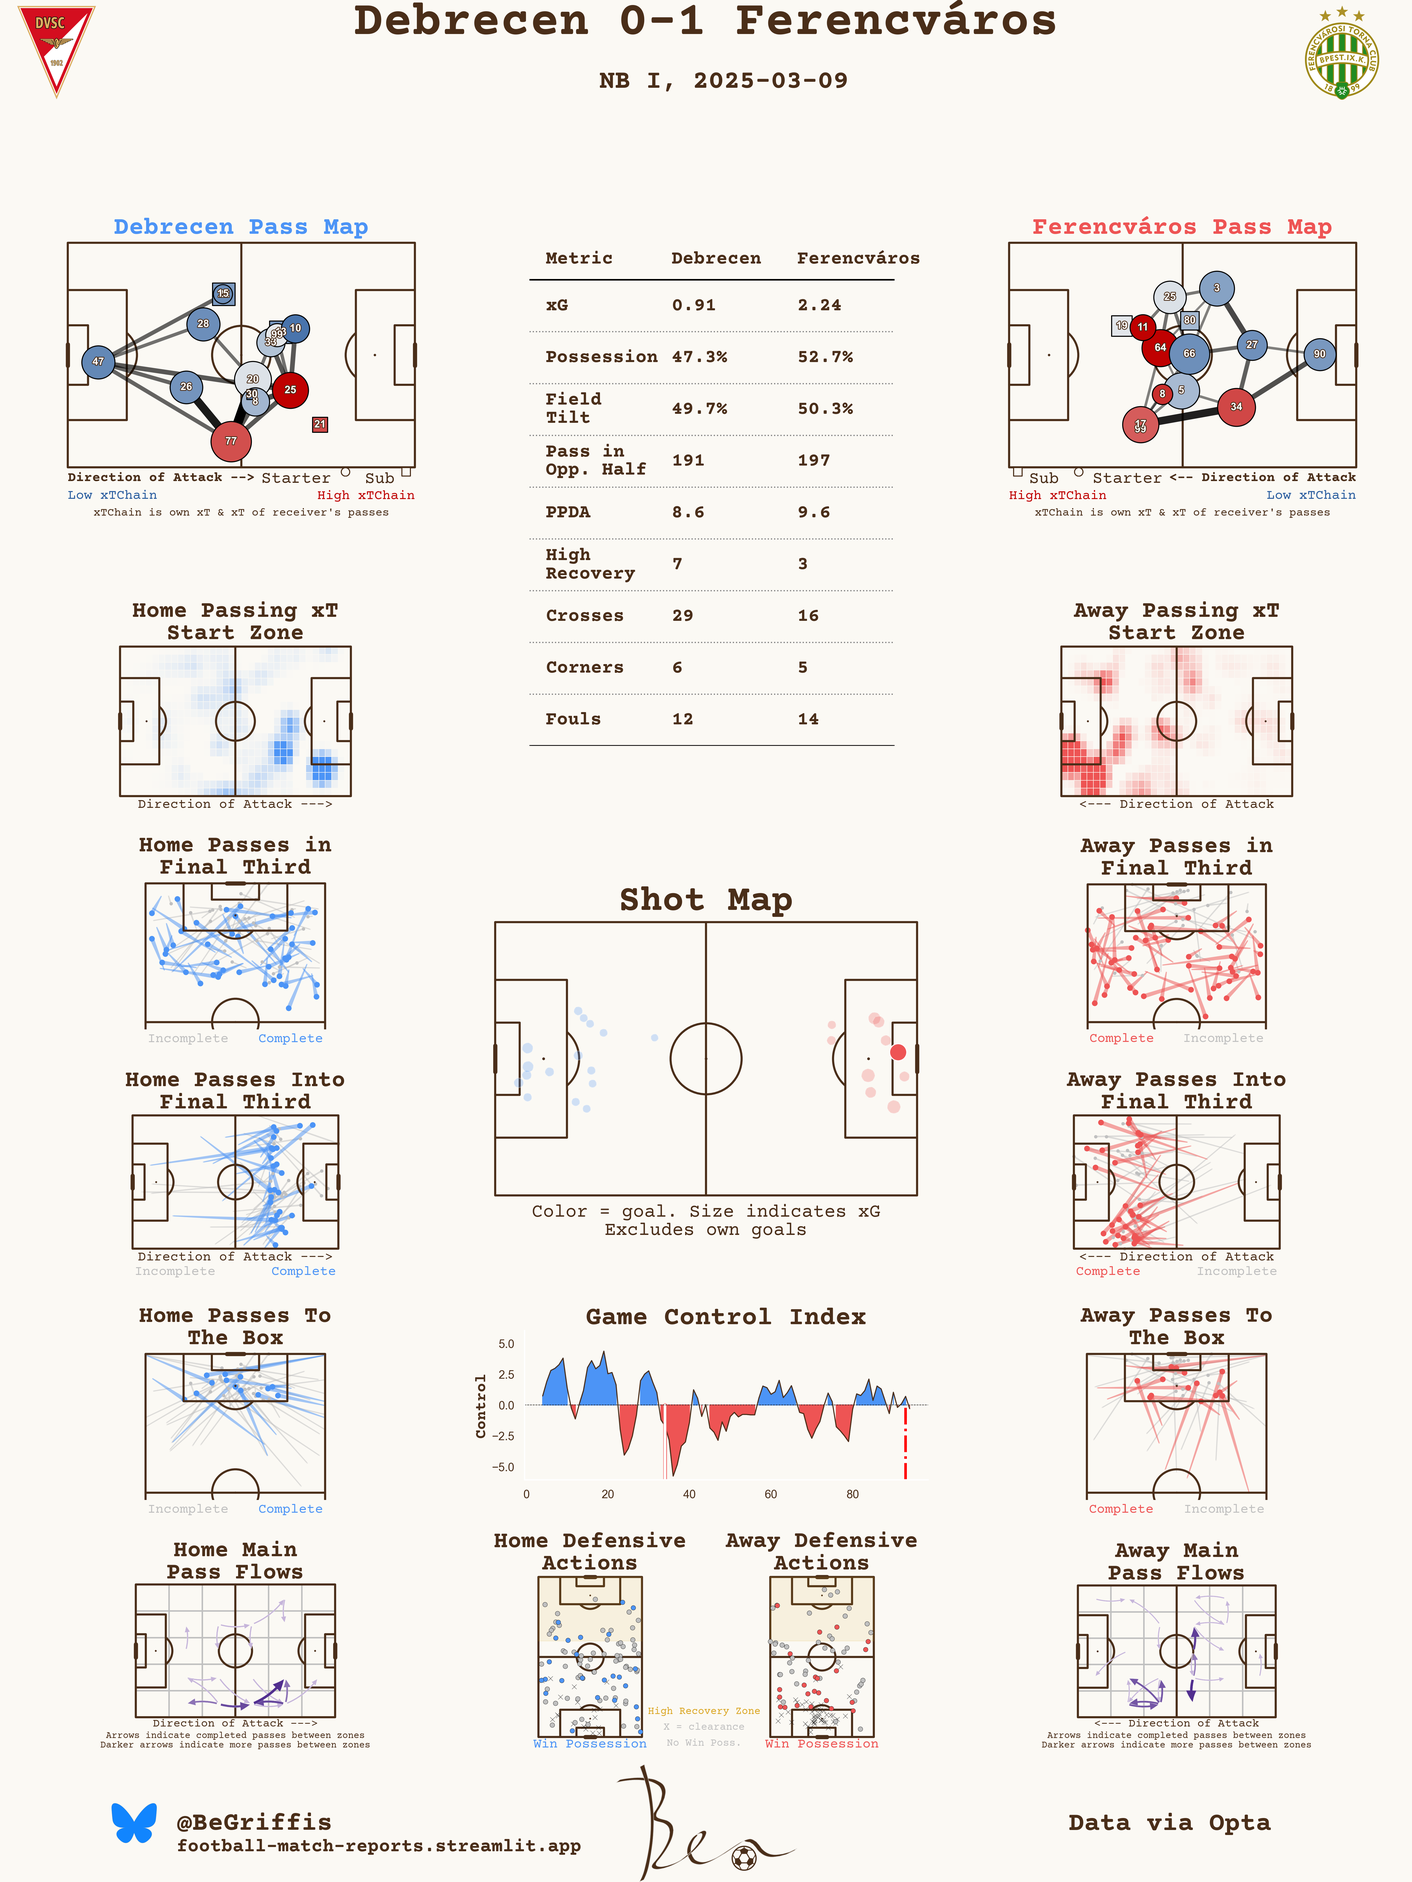 Debrecen 0-1 Ferencváros
NB I, 2025-03-09
DVSC
1902
FERENCVÁROSI TORNA CLUB
BPEST.IX.K.
18 99
Debrecen Pass Map
15
28
10
99
33
47
20
26
30
8
25
21
77
Direction of Attack --> Starter Sub
Low xTChain High xTChain
xTChain is own xT & xT of receiver's passes
Metric Debrecen Ferencváros
xG 0.91 2.24
Possession 47.3% 52.7%
Field
Tilt 49.7% 50.3%
Pass in
Opp. Half 191 197
PPDA 8.6 9.6
High
Recovery 7 3
Crosses 29 16
Corners 6 5
Fouls 12 14
Ferencváros Pass Map
3
25
19
11
80
64
66
27
90
5
8
34
17
99
Sub Starter <-- Direction of Attack
High xTChain Low xTChain
xTChain is own xT & xT of receiver's passes
Home Passing xT
Start Zone
Direction of Attack --->
Away Passing xT
Start Zone
<--- Direction of Attack
Home Passes in
Final Third
Incomplete Complete
Away Passes in
Final Third
Complete Incomplete
Shot Map
Color = goal. Size indicates xG
Excludes own goals
Home Passes Into
Final Third
Direction of Attack --->
Incomplete Complete
Away Passes Into
Final Third
<--- Direction of Attack
Complete Incomplete
Home Passes To
The Box
Incomplete Complete
Game Control Index
Control
5.0
2.5
0.0
−2.5
−5.0
0 20 40 60 80
Away Passes To
The Box
Complete Incomplete
Home Main
Pass Flows
Direction of Attack --->
Arrows indicate completed passes between zones
Darker arrows indicate more passes between zones
Home Defensive
Actions
Win Possession
Away Defensive
Actions
Win Possession
High Recovery Zone
X = clearance
No Win Poss.
Away Main
Pass Flows
<--- Direction of Attack
Arrows indicate completed passes between zones
Darker arrows indicate more passes between zones
@BeGriffis
football-match-reports.streamlit.app
Ben
Data via Opta